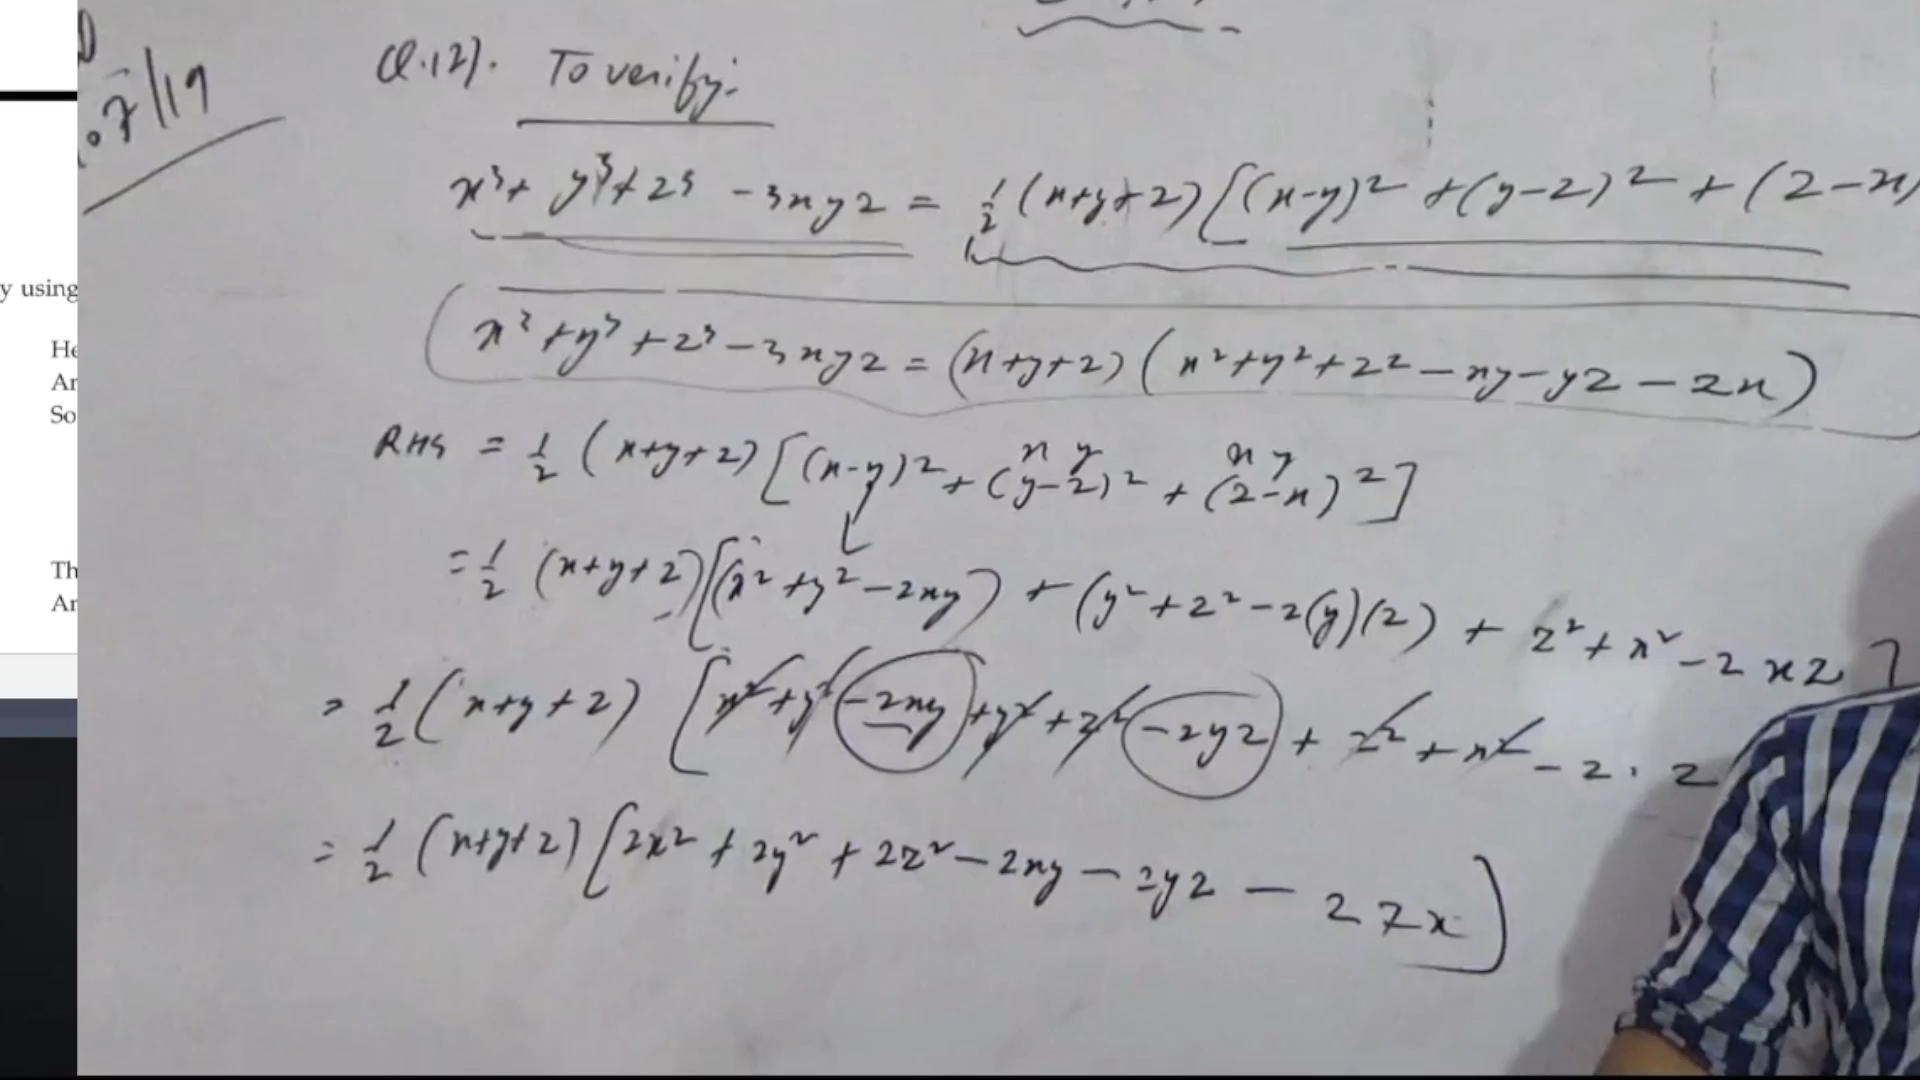 .07/19
Q.12). To verify:
x³+ y³+z³ -3xyz = 1/2 (x+y+z) [(x-y)² +(y-z)² + (z-x)
x³+y³+z³-3xyz = (x+y+z) (x²+y²+z²-xy-yz-zx)
x y x y
RHS = 1/2 (x+y+z) [(x-y)²+(y-z)² + (z-x)²]
= 1/2 (x+y+z) [(x²+y²-2xy) + (y²+z²-2(y)(z) + z²+x²-2xz]
= 1/2 (x+y+z) [x²+y²-2xy+y²+z²-2yz + z²+x²-2.z
= 1/2 (x+y+z) [2x²+2y²+2z²-2xy-2yz-2zx]
y using
He
Ar
So
Th
Ar